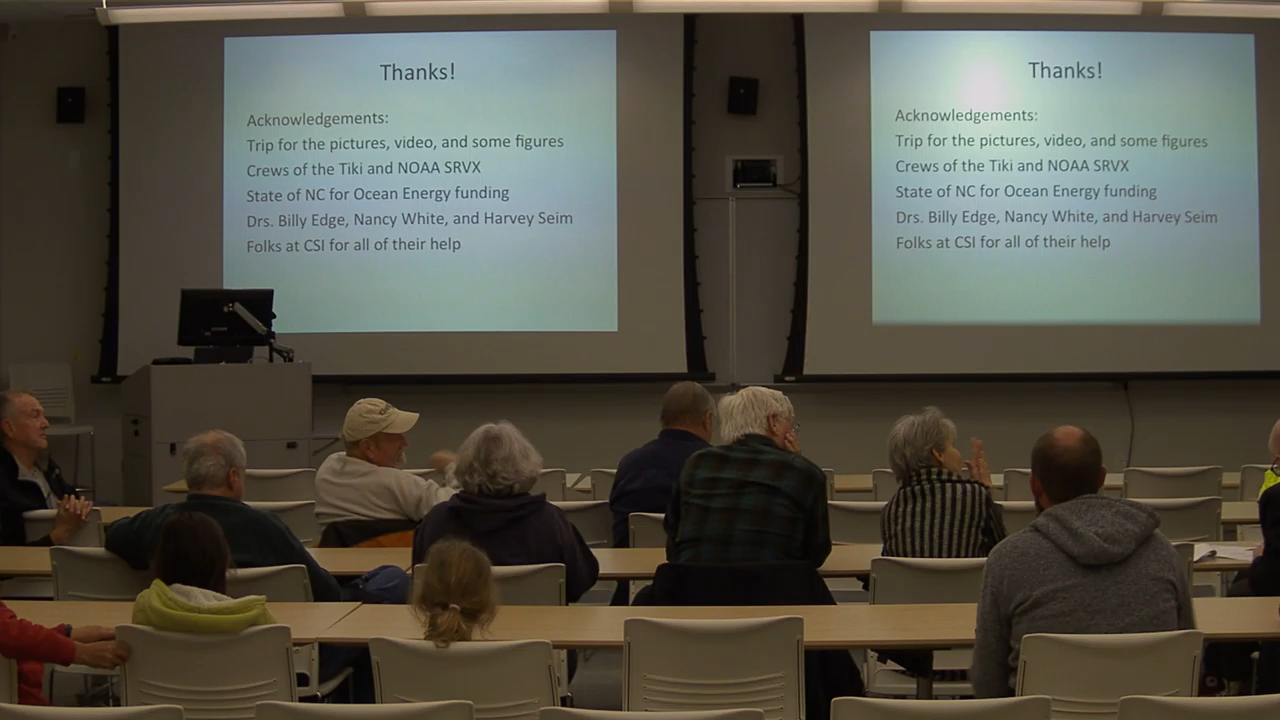 Thanks!
Acknowledgements:
Trip for the pictures, video, and some figures
Crews of the Tiki and NOAA SRVX
State of NC for Ocean Energy funding
Drs. Billy Edge, Nancy White, and Harvey Seim
Folks at CSI for all of their help
Thanks!
Acknowledgements:
Trip for the pictures, video, and some figures
Crews of the Tiki and NOAA SRVX
State of NC for Ocean Energy funding
Drs. Billy Edge, Nancy White, and Harvey Seim
Folks at CSI for all of their help